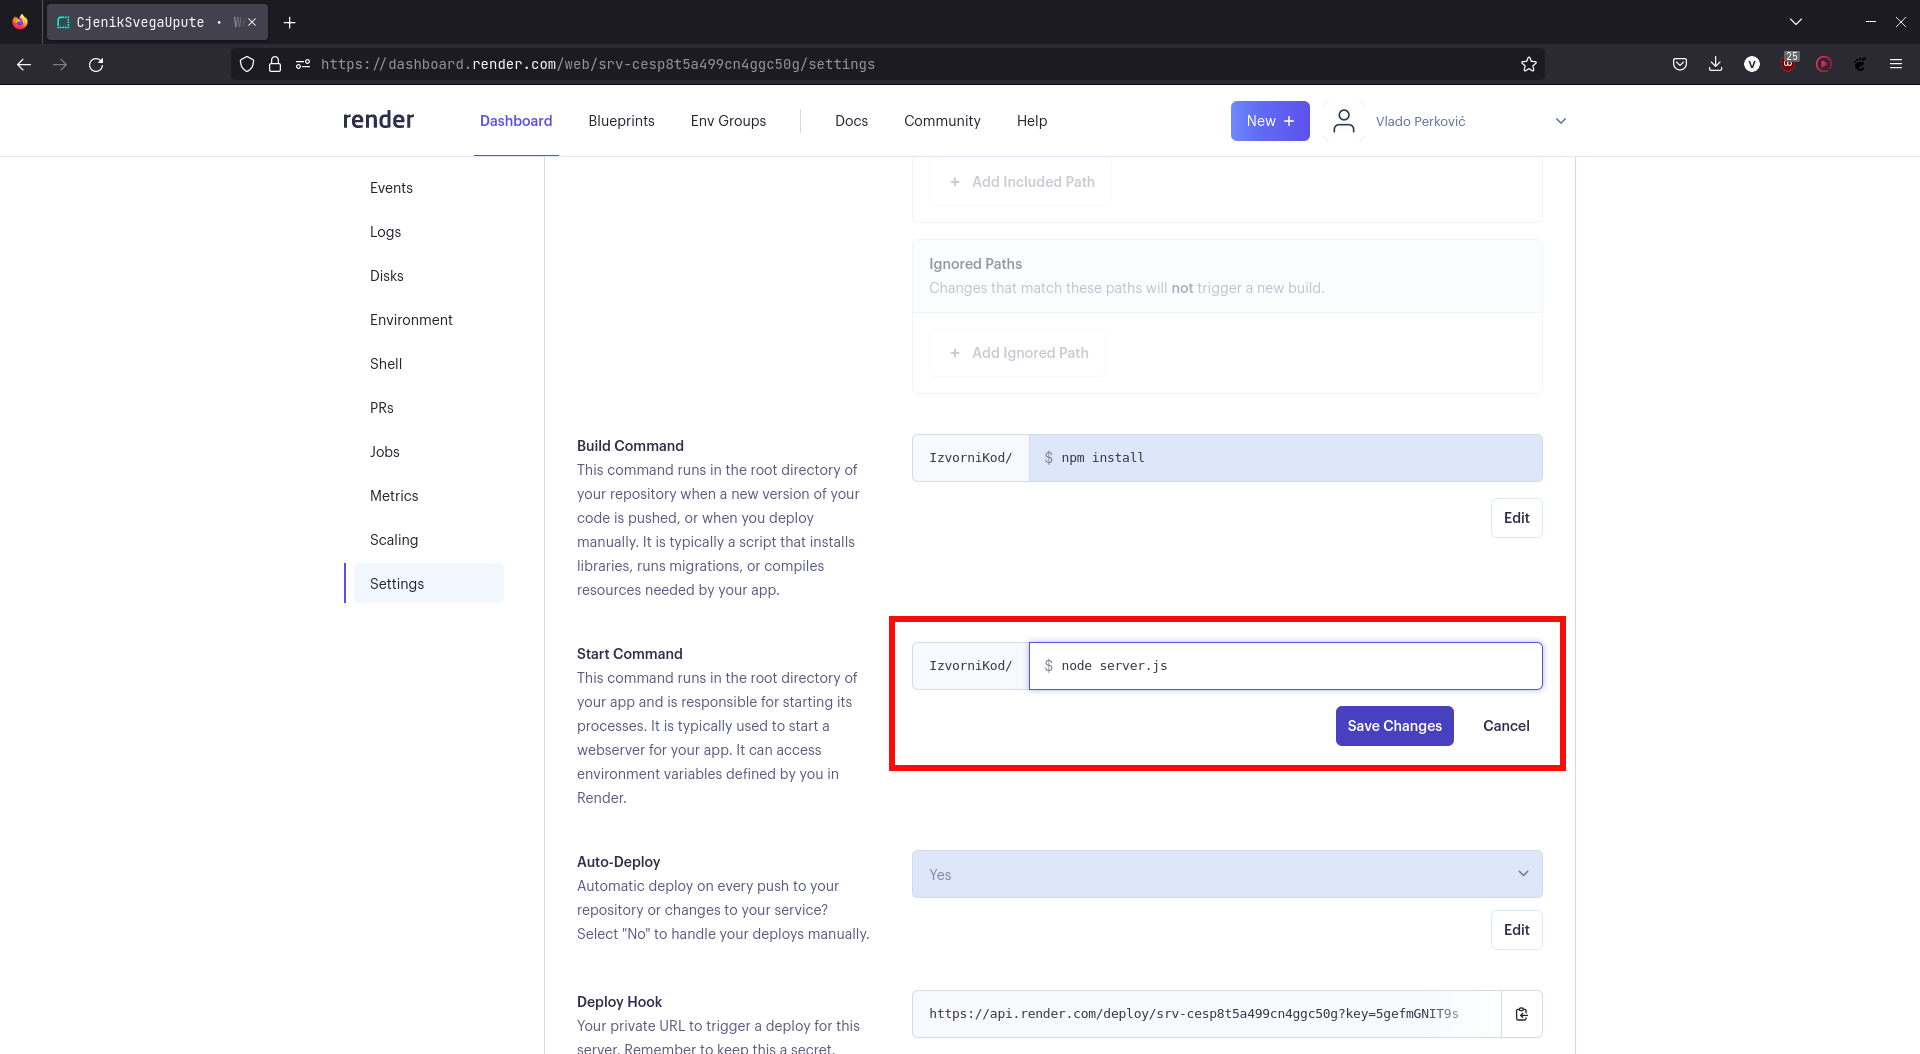 CjenikSvegaUpute · W
https://dashboard.render.com/web/srv-cesp8t5a499cn4ggc50g/settings
25
render
Dashboard
Blueprints
Env Groups
Docs
Community
Help
New +
Vlado Perković
Events
Logs
Disks
Environment
Shell
PRs
Jobs
Metrics
Scaling
Settings
+ Add Included Path
Ignored Paths
Changes that match these paths will not trigger a new build.
+ Add Ignored Path
Build Command
This command runs in the root directory of
your repository when a new version of your
code is pushed, or when you deploy
manually. It is typically a script that installs
libraries, runs migrations, or compiles
resources needed by your app.
IzvorniKod/ $ npm install
Edit
Start Command
This command runs in the root directory of
your app and is responsible for starting its
processes. It is typically used to start a
webserver for your app. It can access
environment variables defined by you in
Render.
IzvorniKod/ $ node server.js
Save Changes
Cancel
Auto-Deploy
Automatic deploy on every push to your
repository or changes to your service?
Select "No" to handle your deploys manually.
Yes
Edit
Deploy Hook
Your private URL to trigger a deploy for this
server. Remember to keep this a secret.
https://api.render.com/deploy/srv-cesp8t5a499cn4ggc50g?key=5gefmGNIT9s